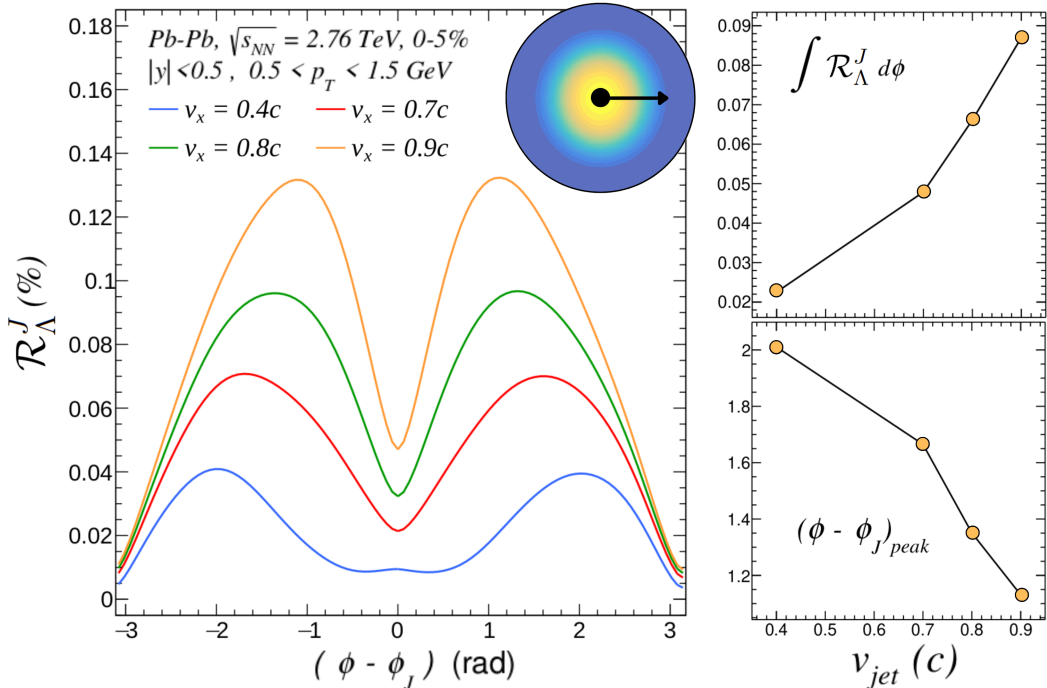 Pb-Pb, √s_NN = 2.76 TeV, 0-5%
|y| <0.5 , 0.5 < p_T < 1.5 GeV
v_x = 0.4c v_x = 0.7c
v_x = 0.8c v_x = 0.9c
0.18
0.16
0.14
0.12
0.1
0.08
0.06
0.04
0.02
0
ℛ_Λ^J (%)
−3 −2 −1 0 1 2 3
( ϕ - ϕ_J ) (rad)
∫ ℛ_Λ^J dϕ
0.09
0.08
0.07
0.06
0.05
0.04
0.03
0.02
2
1.8
1.6
1.4
1.2
(ϕ - ϕ_J)_peak
0.4 0.5 0.6 0.7 0.8 0.9
v_jet (c)